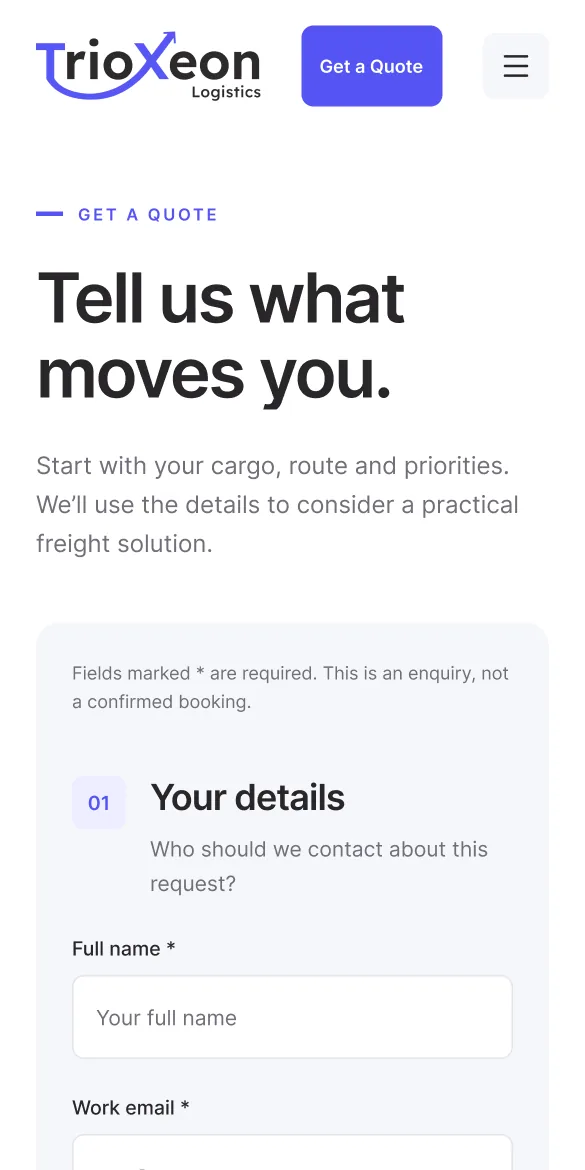 TrioXeon
Logistics
Get a Quote
GET A QUOTE
Tell us what
moves you.
Start with your cargo, route and priorities.
We’ll use the details to consider a practical
freight solution.
Fields marked * are required. This is an enquiry, not
a confirmed booking.
01
Your details
Who should we contact about this
request?
Full name *
Your full name
Work email *